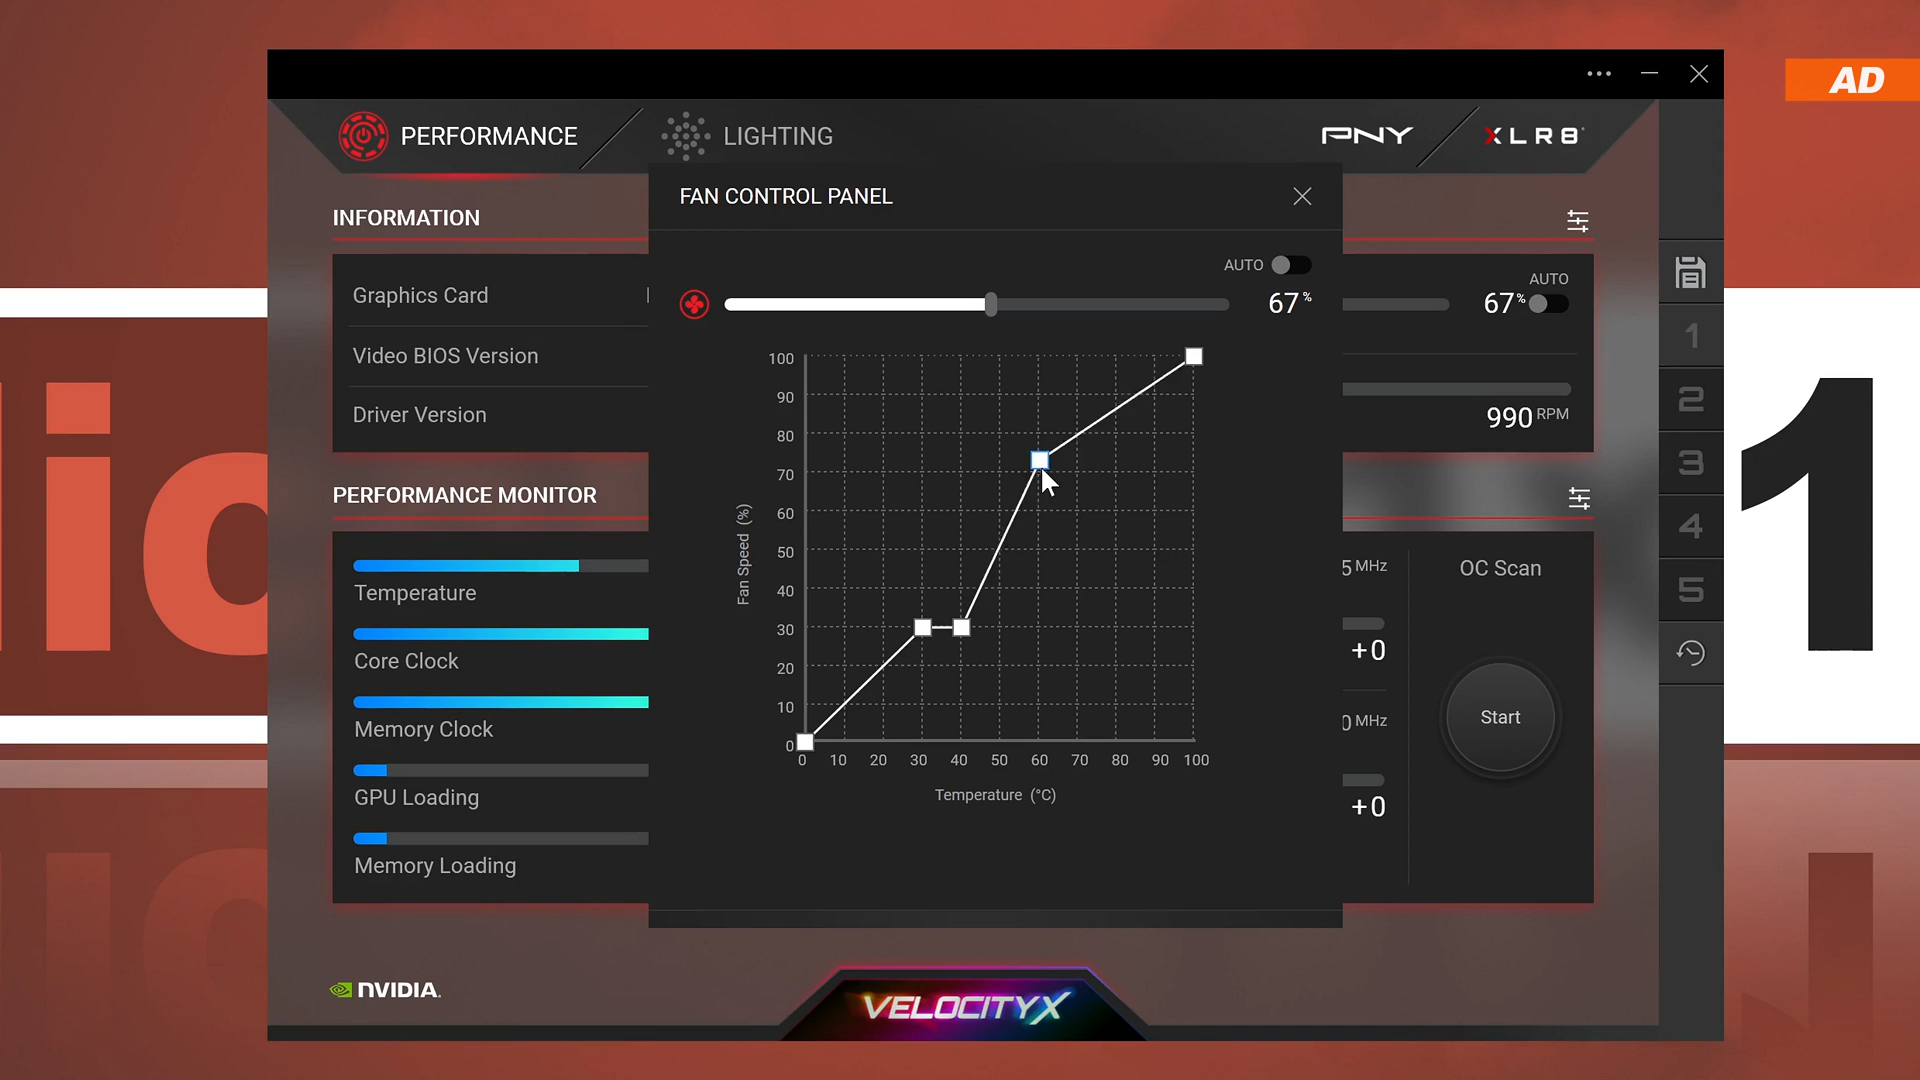 AD
PERFORMANCE
LIGHTING
PNY
XLR8
FAN CONTROL PANEL
INFORMATION
AUTO
67%
AUTO
67%
Graphics Card
Video BIOS Version
Driver Version
990 RPM
PERFORMANCE MONITOR
Temperature
Core Clock
Memory Clock
GPU Loading
Memory Loading
100
90
80
70
60
50
40
30
20
10
0
Fan Speed (%)
0 10 20 30 40 50 60 70 80 90 100
Temperature (°C)
5 MHz
+0
0 MHz
+0
OC Scan
Start
1
2
3
4
5
1
NVIDIA.
VELOCITYX